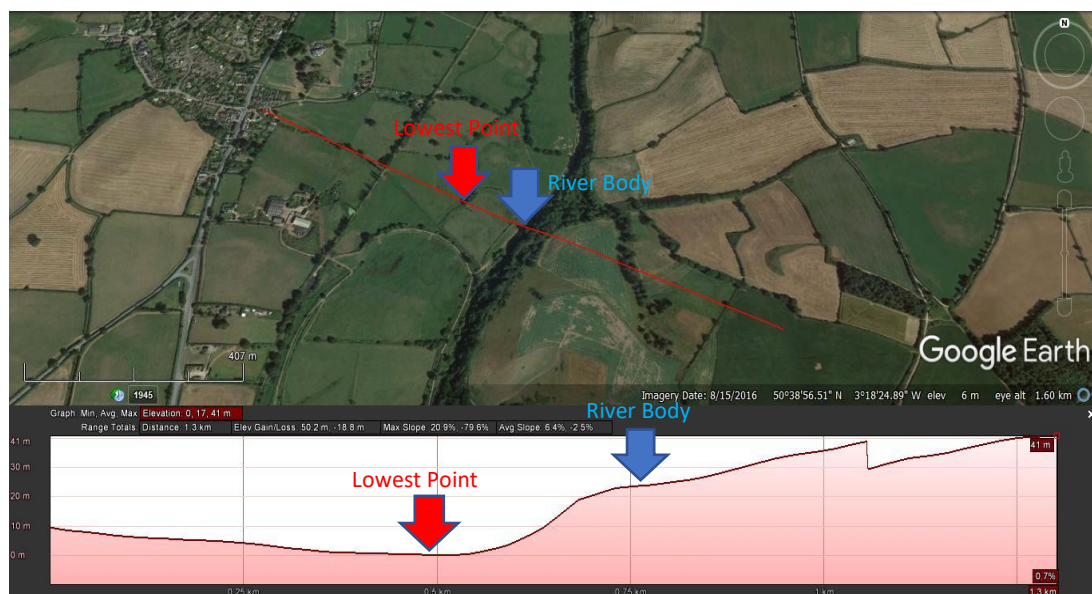 N
Lowest Point
River Body
407 m
Google Earth
1945
Imagery Date: 8/15/2016 50°38'56.51" N 3°18'24.89" W elev 6 m eye alt 1.60 km
Graph: Min, Avg, Max Elevation: 0, 17, 41 m
River Body
Range Totals: Distance: 1.3 km Elev Gain/Loss: 50.2 m, -18.8 m Max Slope: 20.9%, -79.6% Avg Slope: 6.4%, -2.5%
41 m
41 m
30 m
Lowest Point
20 m
10 m
0 m
0.7%
0.25 km
0.5 km
0.75 km
1 km
1.3 km